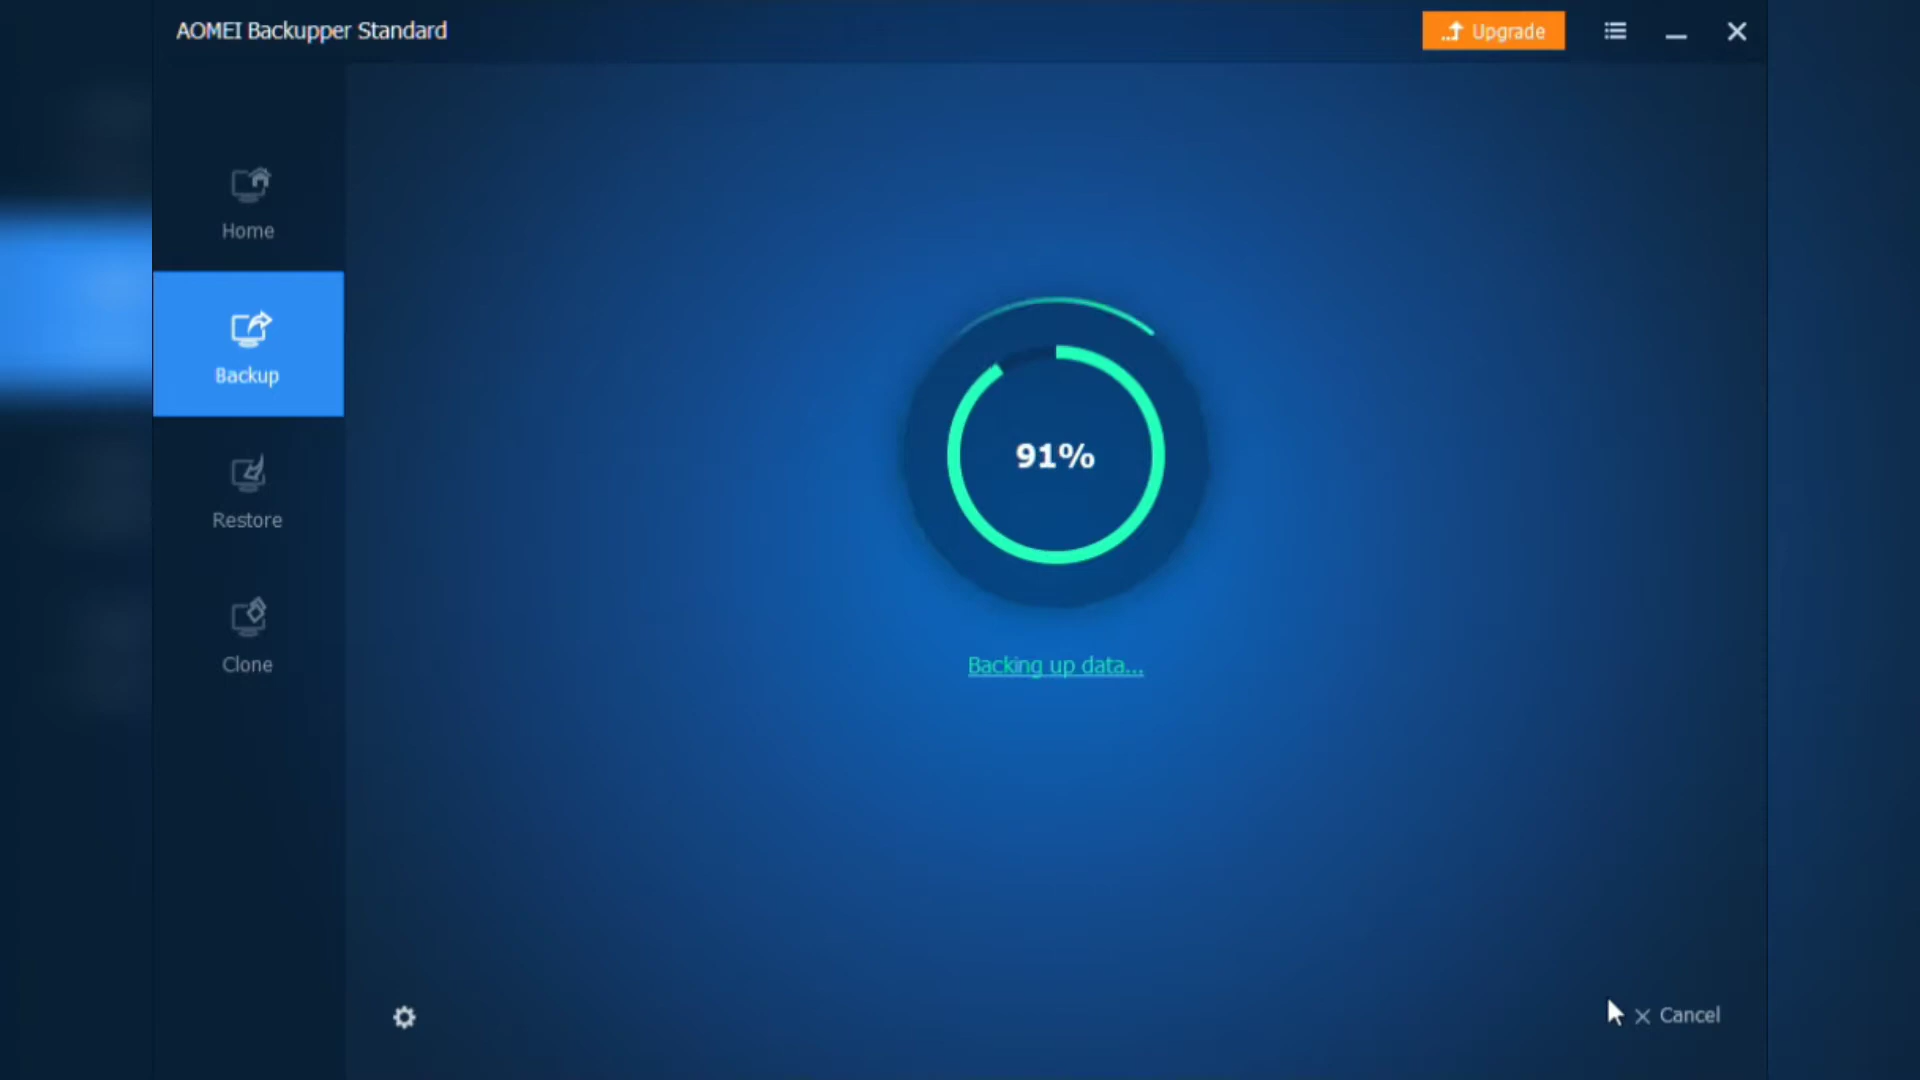 AOMEI Backupper Standard
Upgrade
Home
Backup
Restore
Clone
91%
Backing up data...
Cancel